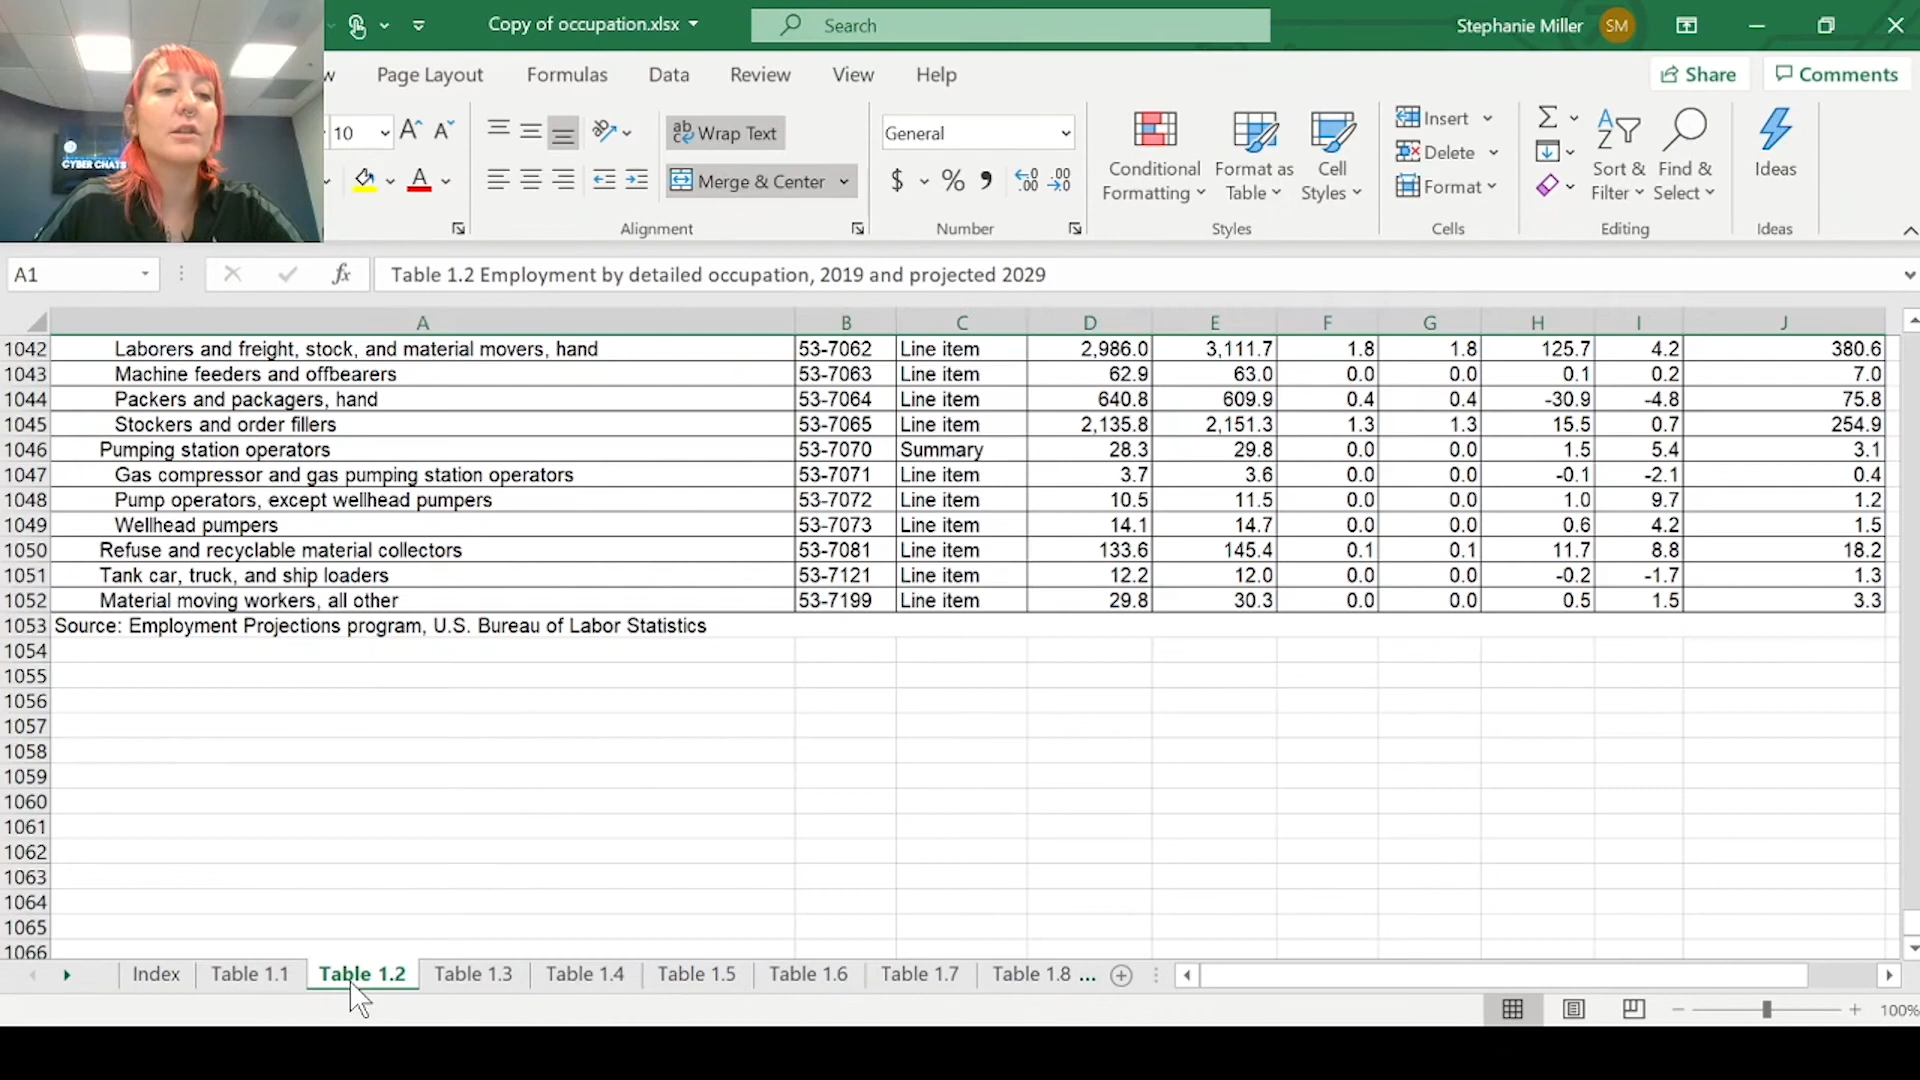 Copy of occupation.xlsx
Search
Stephanie Miller SM
Page Layout Formulas Data Review View Help
Share Comments
CYBER CHATS
10 Wrap Text General
Merge & Center
Conditional Formatting
Format as Table
Cell Styles
Insert
Delete
Format
Sort & Filter
Find & Select
Ideas
Alignment Number Styles Cells Editing Ideas
A1 fx Table 1.2 Employment by detailed occupation, 2019 and projected 2029
A B C D E F G H I J
1042 Laborers and freight, stock, and material movers, hand 53-7062 Line item 2,986.0 3,111.7 1.8 1.8 125.7 4.2 380.6
1043 Machine feeders and offbearers 53-7063 Line item 62.9 63.0 0.0 0.0 0.1 0.2 7.0
1044 Packers and packagers, hand 53-7064 Line item 640.8 609.9 0.4 0.4 -30.9 -4.8 75.8
1045 Stockers and order fillers 53-7065 Line item 2,135.8 2,151.3 1.3 1.3 15.5 0.7 254.9
1046 Pumping station operators 53-7070 Summary 28.3 29.8 0.0 0.0 1.5 5.4 3.1
1047 Gas compressor and gas pumping station operators 53-7071 Line item 3.7 3.6 0.0 0.0 -0.1 -2.1 0.4
1048 Pump operators, except wellhead pumpers 53-7072 Line item 10.5 11.5 0.0 0.0 1.0 9.7 1.2
1049 Wellhead pumpers 53-7073 Line item 14.1 14.7 0.0 0.0 0.6 4.2 1.5
1050 Refuse and recyclable material collectors 53-7081 Line item 133.6 145.4 0.1 0.1 11.7 8.8 18.2
1051 Tank car, truck, and ship loaders 53-7121 Line item 12.2 12.0 0.0 0.0 -0.2 -1.7 1.3
1052 Material moving workers, all other 53-7199 Line item 29.8 30.3 0.0 0.0 0.5 1.5 3.3
1053 Source: Employment Projections program, U.S. Bureau of Labor Statistics
1054
1055
1056
1057
1058
1059
1060
1061
1062
1063
1064
1065
1066
Index Table 1.1 Table 1.2 Table 1.3 Table 1.4 Table 1.5 Table 1.6 Table 1.7 Table 1.8 ...
100%